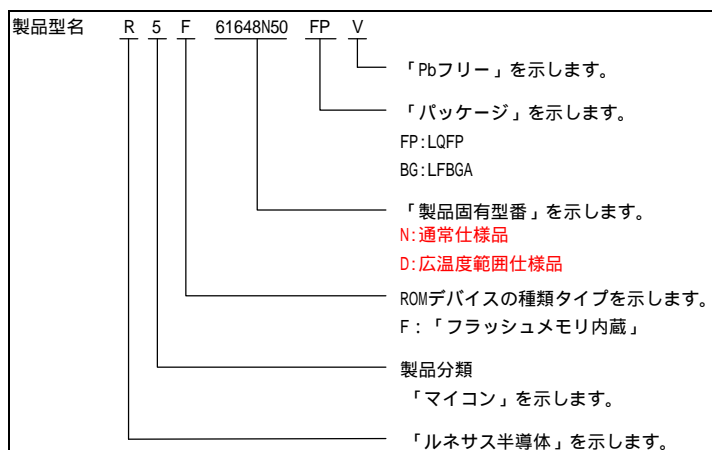 製品型名 R 5 F 61648N50 FP V
「Pbフリー」を示します。
「パッケージ」を示します。
FP:LQFP
BG:LFBGA
「製品固有型番」を示します。
N:通常仕様品
D:広温度範囲仕様品
ROMデバイスの種類タイプを示します。
F:「フラッシュメモリ内蔵」
製品分類
「マイコン」を示します。
「ルネサス半導体」を示します。